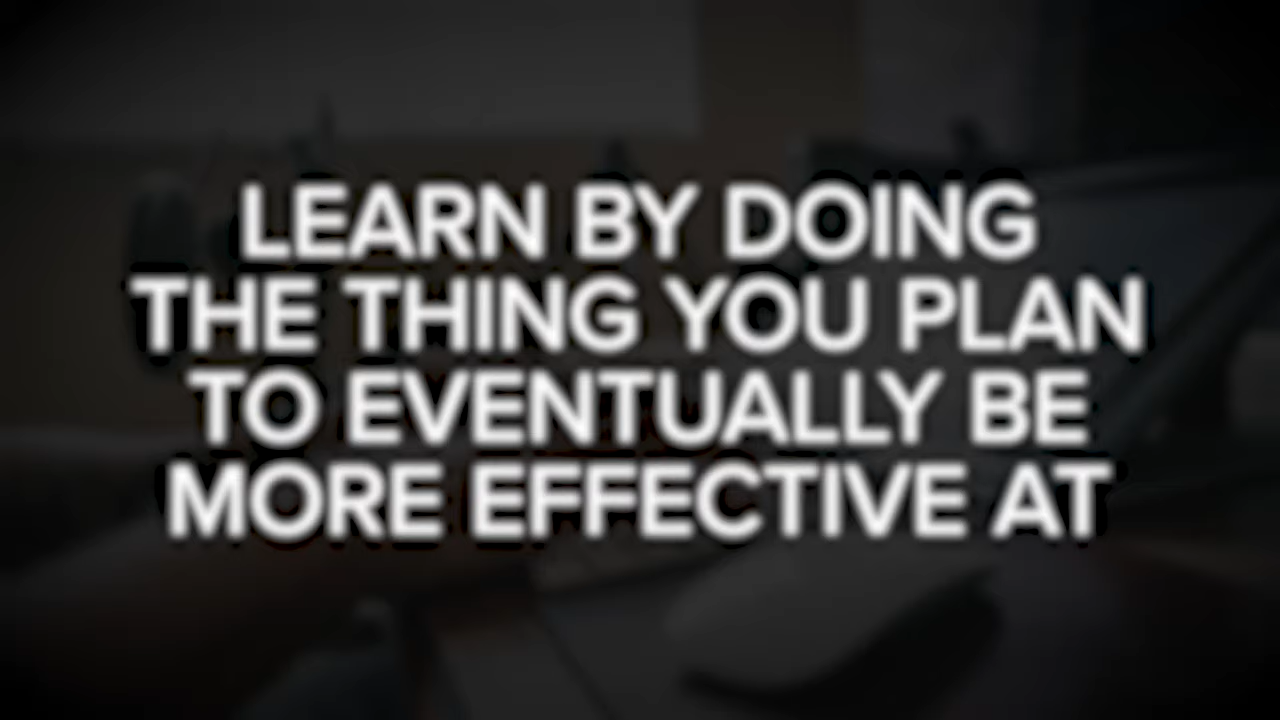 LEARN BY DOING
THE THING YOU PLAN
TO EVENTUALLY BE
MORE EFFECTIVE AT